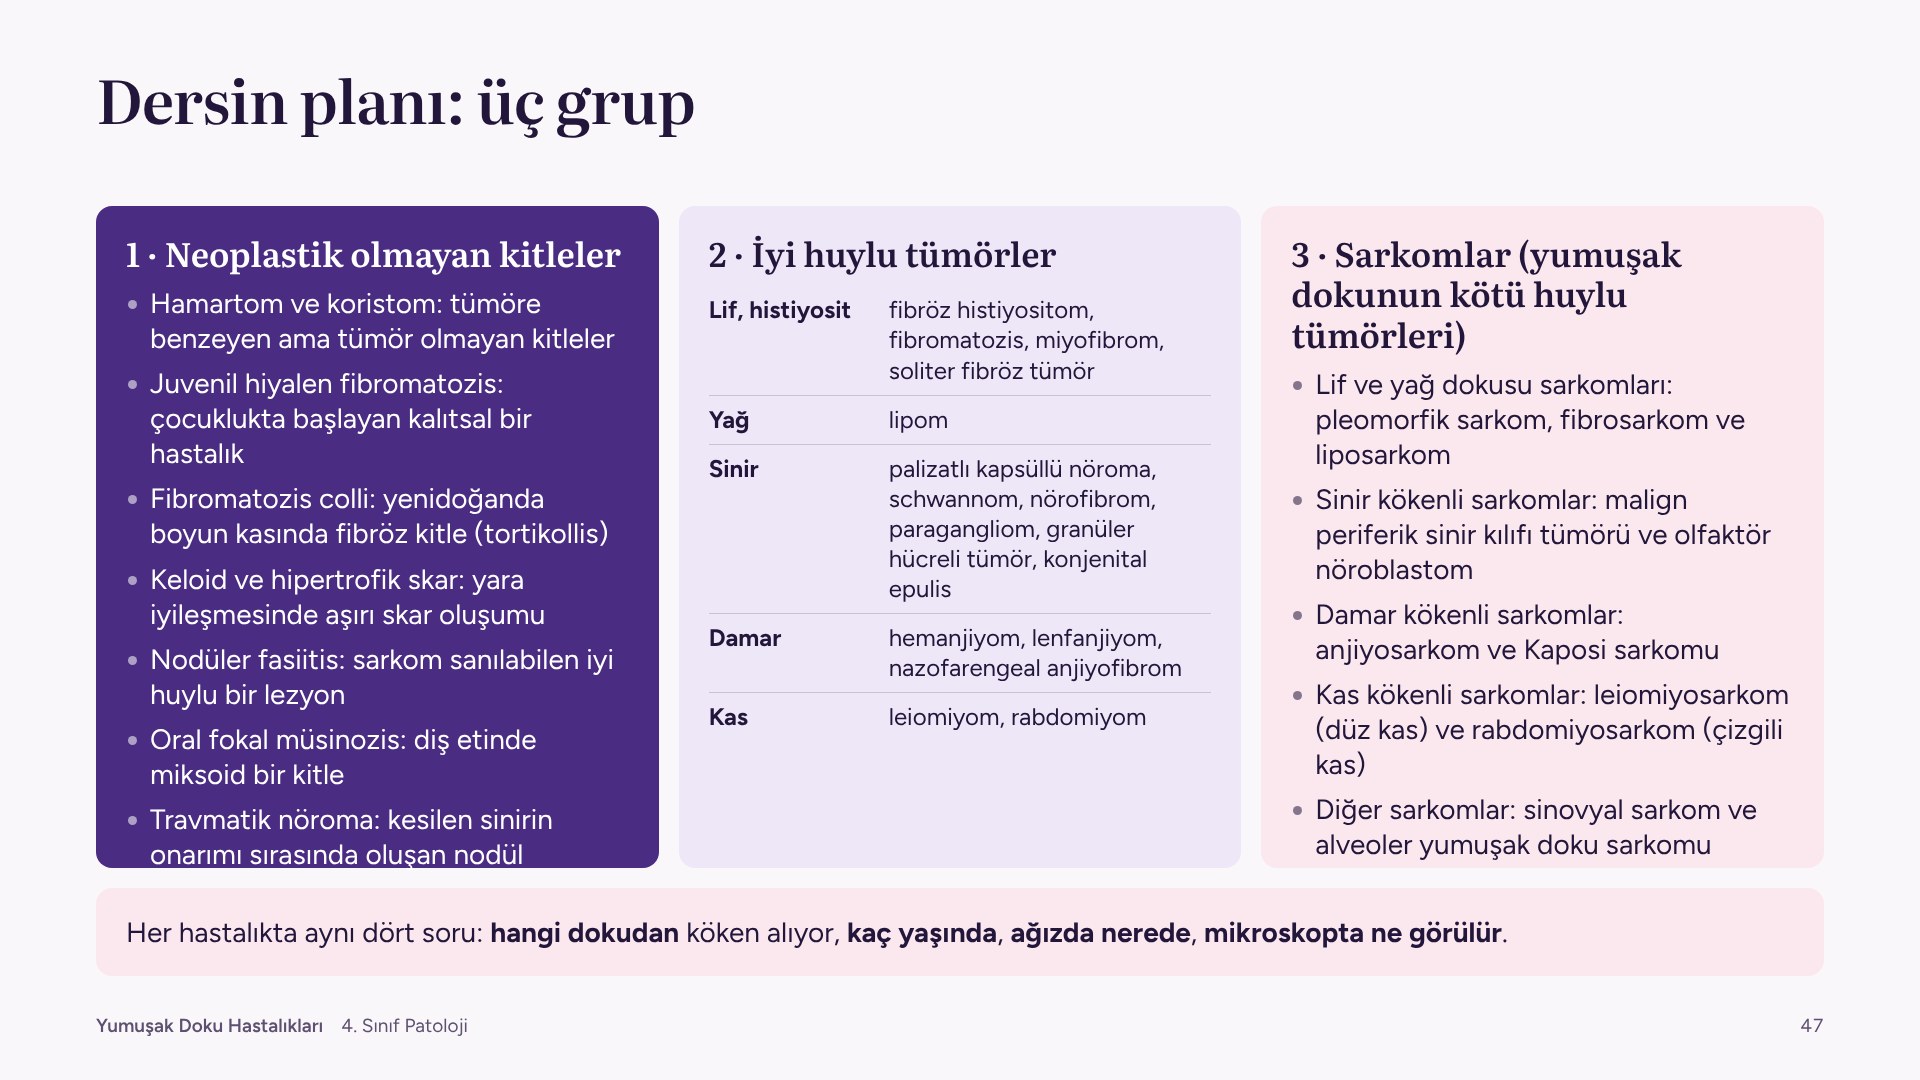 Dersin planı: üç grup
1 · Neoplastik olmayan kitleler
Hamartom ve koristom: tümöre
benzeyen ama tümör olmayan kitleler
Juvenil hiyalen fibromatozis:
çocuklukta başlayan kalıtsal bir
hastalık
Fibromatozis colli: yenidoğanda
boyun kasında fibröz kitle (tortikollis)
Keloid ve hipertrofik skar: yara
iyileşmesinde aşırı skar oluşumu
Nodüler fasiitis: sarkom sanılabilen iyi
huylu bir lezyon
Oral fokal müsinozis: diş etinde
miksoid bir kitle
Travmatik nöroma: kesilen sinirin
onarımı sırasında oluşan nodül
2 · İyi huylu tümörler
Lif, histiyosit fibröz histiyositom,
fibromatozis, miyofibrom,
soliter fibröz tümör
Yağ lipom
Sinir palizatlı kapsüllü nöroma,
schwannom, nörofibrom,
paragangliom, granüler
hücreli tümör, konjenital
epulis
Damar hemanjiyom, lenfanjiyom,
nazofarengeal anjiyofibrom
Kas leiomiyom, rabdomiyom
3 · Sarkomlar (yumuşak
dokunun kötü huylu
tümörleri)
Lif ve yağ dokusu sarkomları:
pleomorfik sarkom, fibrosarkom ve
liposarkom
Sinir kökenli sarkomlar: malign
periferik sinir kılıfı tümörü ve olfaktör
nöroblastom
Damar kökenli sarkomlar:
anjiyosarkom ve Kaposi sarkomu
Kas kökenli sarkomlar: leiomiyosarkom
(düz kas) ve rabdomiyosarkom (çizgili
kas)
Diğer sarkomlar: sinovyal sarkom ve
alveoler yumuşak doku sarkomu
Her hastalıkta aynı dört soru: hangi dokudan köken alıyor, kaç yaşında, ağızda nerede, mikroskopta ne görülür.
Yumuşak Doku Hastalıkları 4. Sınıf Patoloji
47